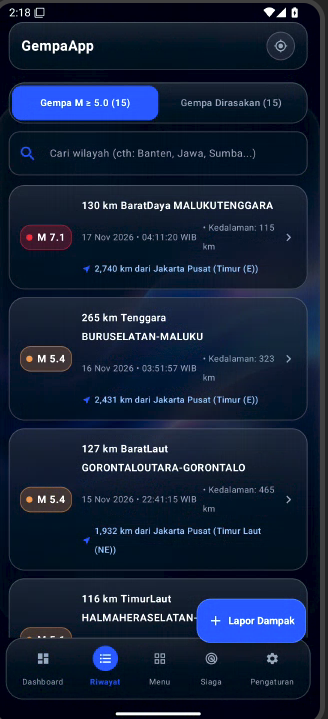 2:18
GempaApp
Gempa M ≥ 5.0 (15)
Gempa Dirasakan (15)
Cari wilayah (cth: Banten, Jawa, Sumba...)
130 km BaratDaya MALUKUTENGGARA
M 7.1
17 Nov 2026 • 04:11:20 WIB
• Kedalaman: 115
km
2,740 km dari Jakarta Pusat (Timur (E))
265 km Tenggara
BURUSELATAN-MALUKU
M 5.4
16 Nov 2026 • 03:51:57 WIB
• Kedalaman: 323
km
2,431 km dari Jakarta Pusat (Timur (E))
127 km BaratLaut
GORONTALOUTARA-GORONTALO
M 5.4
15 Nov 2026 • 22:41:15 WIB
• Kedalaman: 465
km
1,932 km dari Jakarta Pusat (Timur Laut
(NE))
116 km TimurLaut
HALMAHERASELATAN-
M 5.1
+ Lapor Dampak
Dashboard
Riwayat
Menu
Siaga
Pengaturan